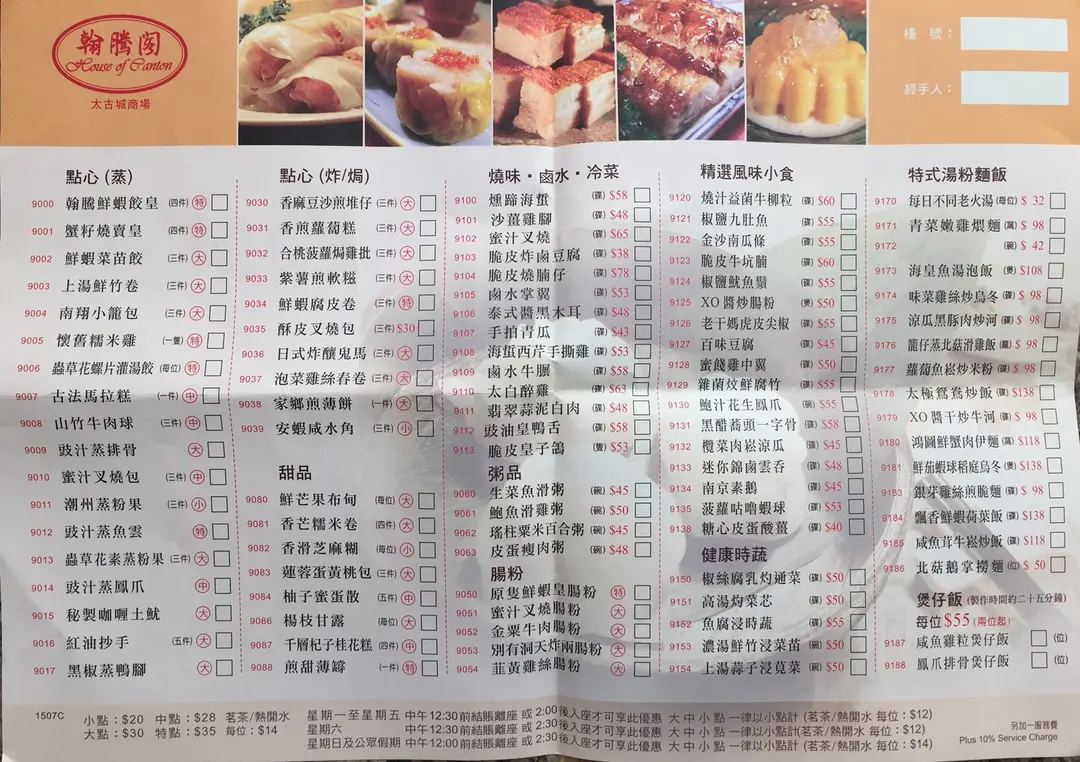 翰騰阁
House of Canton
太古城商場
檯 號：
經手人：
點心 (蒸)
9000 翰騰鮮蝦餃皇 (四件) 特
9001 蟹籽燒賣皇 (四件) 特
9002 鮮蝦菜苗餃 (三件) 大
9003 上湯鮮竹卷 (三件) 大
9004 南翔小籠包 (三件) 大
9005 懷舊糯米雞 (一隻) 特
9006 蟲草花螺片灌湯餃 (每位) 特
9007 古法馬拉糕 (一件) 中
9008 山竹牛肉球 (三件) 中
9009 豉汁蒸排骨 大
9010 蜜汁叉燒包 (三件) 中
9011 潮州蒸粉果 (三件) 小
9012 豉汁蒸魚雲 特
9013 蟲草花素蒸粉果 (三件) 大
9014 豉汁蒸鳳爪 中
9015 秘製咖喱土魷 大
9016 紅油抄手 (五件) 大
9017 黑椒蒸鴨腳 大
點心 (炸/焗)
9030 香麻豆沙煎堆仔 (三件) 大
9031 香煎蘿蔔糕 (三件) 大
9032 合桃菠蘿焗雞批 (三件) 大
9033 紫薯煎軟糍 (三件) 大
9034 鮮蝦腐皮卷 (三件) 特
9035 酥皮叉燒包 (三件) $30
9036 日式炸釀鬼馬 (三件) 大
9037 泡菜雞絲春卷 (三件) 大
9038 家鄉煎薄餅 (一件) 大
9039 安蝦咸水角 (三件) 小
甜品
9080 鮮芒果布甸 (每位) 大
9081 香芒糯米卷 (四件) 大
9082 香滑芝麻糊 (每位) 小
9083 蓮蓉蛋黃桃包 (三件) 大
9084 柚子蜜蛋散 (五件) 中
9086 楊枝甘露 (每位) 大
9087 千層杞子桂花糕 (四件) 中
9088 煎甜薄罉 (一件) 特
燒味・鹵水・冷菜
9100 燻蹄海蜇 (碟) $58
9101 沙薑雞腳 (碟) $48
9102 蜜汁叉燒 (碟) $65
9103 脆皮炸鹵豆腐 (碟) $38
9104 脆皮燒腩仔 (碟) $78
9105 鹵水掌翼 (碟) $53
9106 泰式醬黑木耳 (碟) $48
9107 手拍青瓜 (碟) $43
9108 海蜇西芹手撕雞 (碟) $53
9109 鹵水牛𦟌 (碟) $58
9110 太白醉雞 (碟) $63
9111 翡翠蒜泥白肉 (碟) $48
9112 豉油皇鴨舌 (碟) $58
9113 脆皮皇子鴿 (隻) $53
粥品
9060 生菜魚滑粥 (碗) $45
9061 鮑魚滑雞粥 (碗) $50
9062 瑤柱粟米百合粥 (碗) $45
9063 皮蛋瘦肉粥 (碗) $48
腸粉
9050 原隻鮮蝦皇腸粉 特
9051 蜜汁叉燒腸粉 大
9052 金粟牛肉腸粉 大
9053 別有洞天炸兩腸粉 大
9054 韮黃雞絲腸粉 大
精選風味小食
9120 燒汁益菌牛柳粒 (碟) $60
9121 椒鹽九肚魚 (碟) $55
9122 金沙南瓜條 (碟) $55
9123 脆皮牛坑腩 (碟) $60
9124 椒鹽魷魚鬚 (碟) $55
9125 XO醬炒腸粉 (煲) $50
9126 老干媽虎皮尖椒 (碟) $55
9127 百味豆腐 (碟) $45
9128 蜜餞雞中翼 (碟) $50
9129 雜菌炆鮮腐竹 (碟) $55
9130 鮑汁花生鳳爪 (碗) $55
9131 黑醋蕎頭一字骨 (碟) $58
9132 欖菜肉崧涼瓜 (碟) $45
9133 迷你錦鹵雲吞 (碟) $48
9134 南京素鵝 (碟) $45
9135 菠蘿咕嚕蝦球 (碟) $53
9138 糖心皮蛋酸薑 (碟) $40
健康時蔬
9150 椒絲腐乳灼通菜 (碟) $50
9151 高湯灼菜芯 (碟) $50
9152 魚腐浸時蔬 (碗) $55
9153 濃湯鮮竹浸菜苗 (碗) $50
9154 上湯蒜子浸莧菜 (碗) $50
特式湯粉麵飯
9170 每日不同老火湯 (每位) $ 32
9171 青菜嫩雞煨麵 (窩) $ 98
9172 (碗) $ 42
9173 海皇魚湯泡飯 (煲) $108
9174 味菜雞絲炒烏冬 (碟) $ 98
9175 涼瓜黑豚肉炒河 (碟) $ 98
9176 籠仔蒸北菇滑雞飯 (籠) $ 98
9177 蘿蔔魚崧炒米粉 (碟) $ 98
9178 太極鴛鴦炒飯 (碟) $138
9179 XO醬干炒牛河 (碟) $ 98
9180 鴻圖鮮蟹肉伊麵 (窩) $118
9181 鮮茄蝦球稻庭烏冬 (煲) $138
9183 銀芽雞絲煎脆麵 (碟) $ 98
9184 飄香鮮蝦荷葉飯 (碟) $138
9185 咸魚茸牛崧炒飯 (碟) $118
9186 北菇鵝掌撈麵 (位) $ 50
煲仔飯 (製作時間約二十五分鐘)
每位$55 (兩位起)
9187 咸魚雞粒煲仔飯 (位)
9188 鳳爪排骨煲仔飯 (位)
1507C
小點：$20 中點：$28 茗茶/熱開水
大點：$30 特點：$35 每位：$14
星期一至星期五 中午12:30前結賬離座 或 2:00後入座才可享此優惠 大 中 小 點 一律以小點計 (茗茶/熱開水 每位：$12)
星期六 中午12:30前結賬離座 或 2:30後入座才可享此優惠 大 中 小 點 一律以小點計(茗茶/熱開水 每位：$12)
星期日及公眾假期 中午12:00前結賬離座 或 2:30後入座才可享此優惠 大 中 小 點 一律以小點計(茗茶/熱開水 每位：$14)
另加一服務費
Plus 10% Service Charge